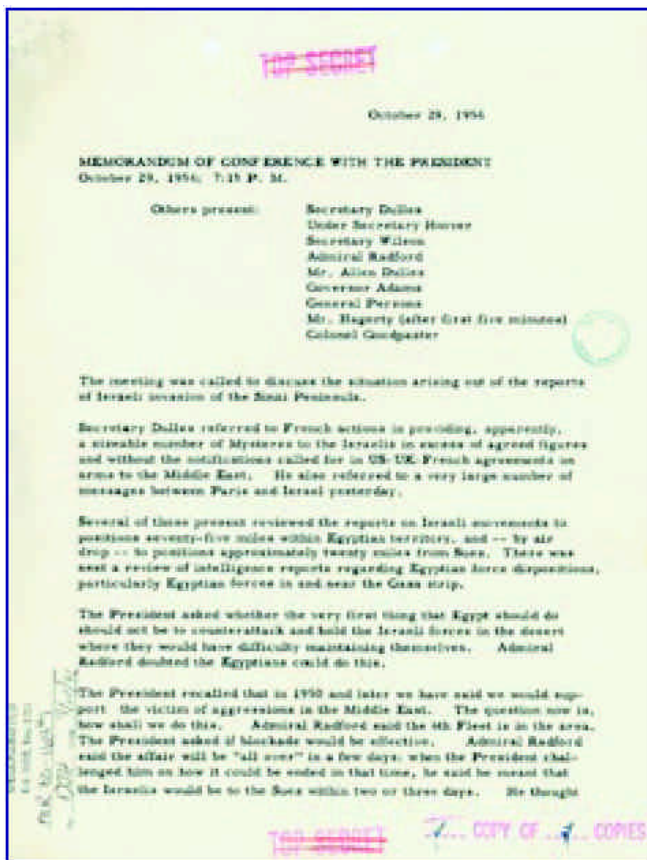 TOP SECRET
October 29, 1956
MEMORANDUM OF CONFERENCE WITH THE PRESIDENT
October 29, 1956; 7:15 P. M.
Others present: Secretary Dulles
Under Secretary Hoover
Secretary Wilson
Admiral Radford
Mr. Allen Dulles
Governor Adams
General Persons
Mr. Hagerty (after first five minutes)
Colonel Goodpaster
The meeting was called to discuss the situation arising out of the reports
of Israeli invasion of the Sinai Peninsula.
Secretary Dulles referred to French actions in providing, apparently,
a sizeable number of Mysteres to the Israelis in excess of agreed figures
and without the notifications called for in US-UK-French agreements on
arms to the Middle East. He also referred to a very large number of
messages between Paris and Israel yesterday.
Several of those present reviewed the reports on Israeli movements to
positions seventy-five miles within Egyptian territory, and -- by air
drop -- to positions approximately twenty miles from Suez. There was
next a review of intelligence reports regarding Egyptian force dispositions,
particularly Egyptian forces in and near the Gaza strip.
The President asked whether the very first thing that Egypt should do
should not be to counterattack and hold the Israeli forces in the desert
where they would have difficulty maintaining themselves. Admiral
Radford doubted the Egyptians could do this.
The President recalled that in 1950 and later we have said we would sup-
port the victim of aggressions in the Middle East. The question now is,
how shall we do this. Admiral Radford said the 6th Fleet is in the area.
The President asked if blockade would be effective. Admiral Radford
said the affair will be "all over" in a few days; when the President chal-
lenged him on how it could be ended in that time, he said he meant that
the Israelis would be to the Suez within two or three days. He thought
TOP SECRET
COPY OF COPIES